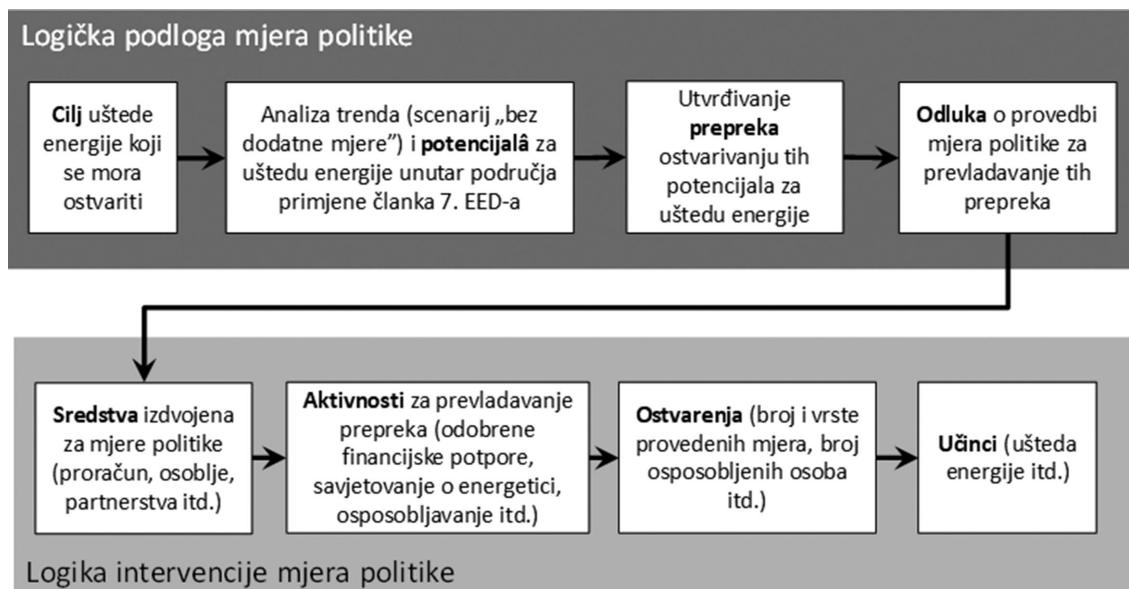 Logička podloga mjera politike
Cilj uštede
energije koji
se mora
ostvariti
Analiza trenda (scenarij „bez
dodatne mjere”) i potencijalâ za
uštedu energije unutar područja
primjene članka 7. EED-a
Utvrđivanje
prepreka
ostvarivanju tih
potencijala za
uštedu energije
Odluka o provedbi
mjera politike za
prevladavanje tih
prepreka
Sredstva izdvojena
za mjere politike
(proračun, osoblje,
partnerstva itd.)
Aktivnosti za prevladavanje
prepreka (odobrene
financijske potpore,
savjetovanje o energetici,
osposobljavanje itd.)
Ostvarenja (broj i vrste
provedenih mjera, broj
osposobljenih osoba
itd.)
Učinci (ušteda
energije itd.)
Logika intervencije mjera politike